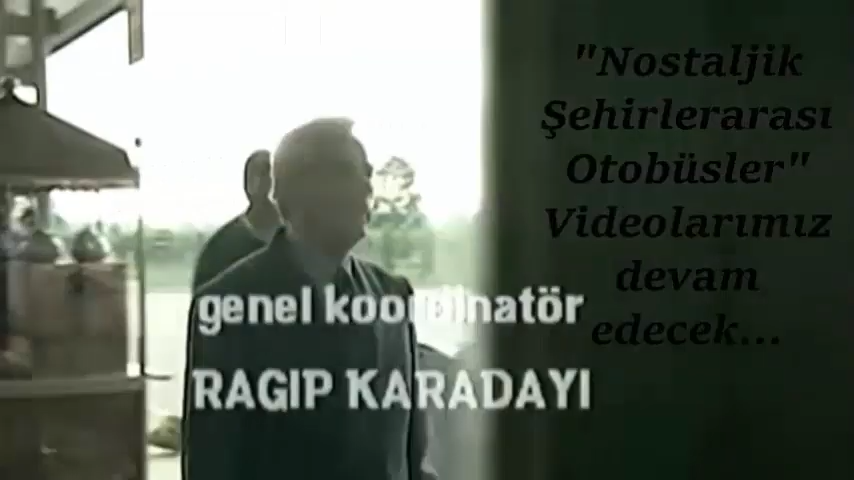 "Nostaljik
Şehirlerarası
Otobüsler"
Videolarımız
devam
edecek...
genel koordinatör
RAGIP KARADAYI